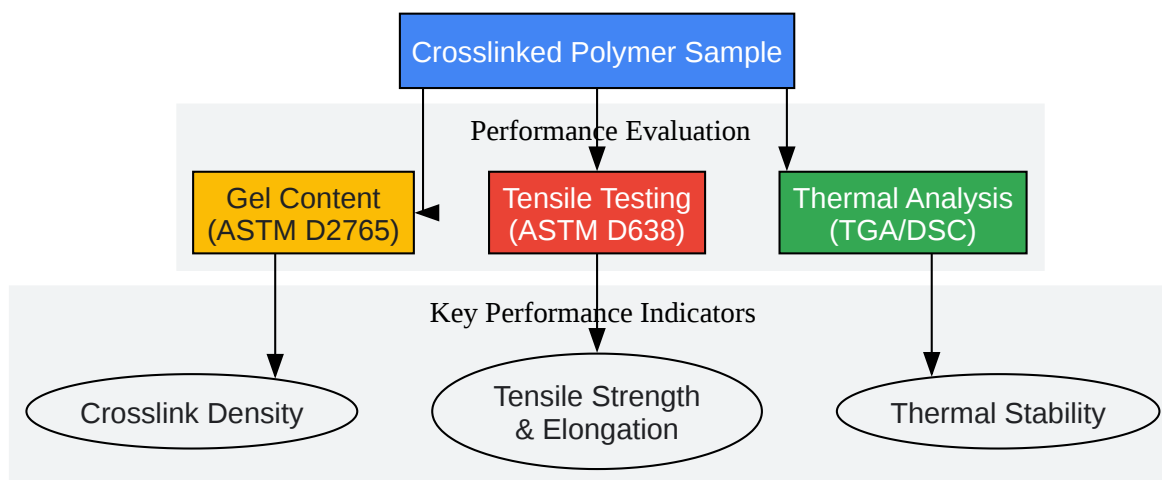 Crosslinked Polymer Sample
Performance Evaluation
Gel Content
(ASTM D2765)
Tensile Testing
(ASTM D638)
Thermal Analysis
(TGA/DSC)
Key Performance Indicators
Crosslink Density
Tensile Strength
& Elongation
Thermal Stability